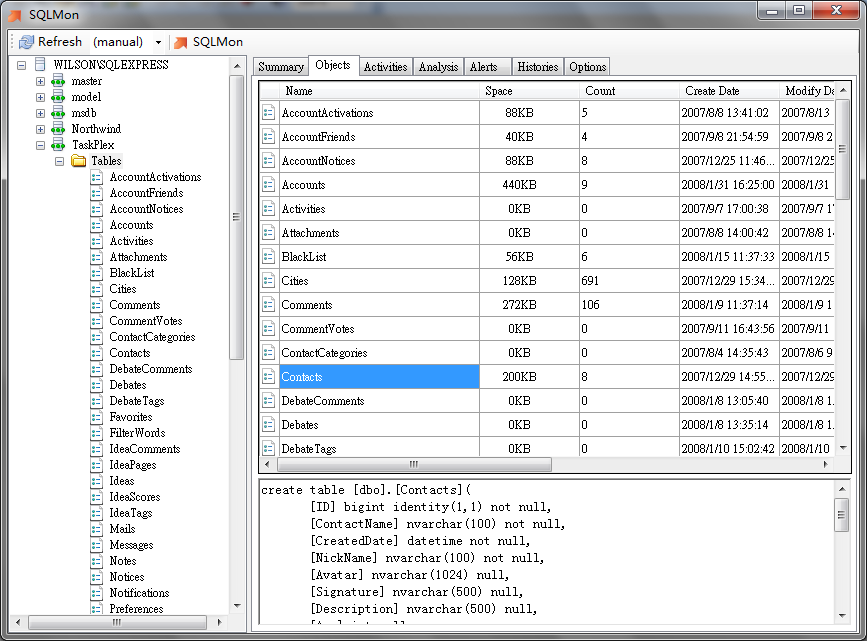 SQLMon
Refresh (manual) SQLMon
WILSON\SQLEXPRESS
master
model
msdb
Northwind
TaskPlex
Tables
AccountActivations
AccountFriends
AccountNotices
Accounts
Activities
Attachments
BlackList
Cities
Comments
CommentVotes
ContactCategories
Contacts
DebateComments
Debates
DebateTags
Favorites
FilterWords
IdeaComments
IdeaPages
Ideas
IdeaScores
IdeaTags
Mails
Messages
Notes
Notices
Notifications
Preferences
Summary Objects Activities Analysis Alerts Histories Options
Name Space Count Create Date Modify Da
AccountActivations 88KB 5 2007/8/8 13:41:02 2007/8/13
AccountFriends 40KB 4 2007/9/8 21:54:59 2007/9/8 2
AccountNotices 88KB 8 2007/12/25 11:46... 2007/12/25
Accounts 440KB 9 2008/1/31 16:25:00 2008/1/31
Activities 0KB 0 2007/9/7 17:00:38 2007/9/7 1
Attachments 0KB 0 2007/8/8 14:00:42 2007/8/8 1
BlackList 56KB 6 2008/1/15 11:37:33 2008/1/15
Cities 128KB 691 2007/12/29 15:34... 2007/12/29
Comments 272KB 106 2008/1/9 11:37:14 2008/1/9 1
CommentVotes 0KB 0 2007/9/11 16:43:56 2007/9/11
ContactCategories 0KB 0 2007/8/4 14:35:43 2007/8/6 9
Contacts 200KB 8 2007/12/29 14:55... 2007/12/29
DebateComments 0KB 0 2008/1/8 13:05:40 2008/1/8 1
Debates 0KB 0 2008/1/8 13:35:14 2008/1/8 1
DebateTags 0KB 0 2008/1/10 15:02:42 2008/1/10
create table [dbo].[Contacts](
[ID] bigint identity(1,1) not null,
[ContactName] nvarchar(100) not null,
[CreatedDate] datetime not null,
[NickName] nvarchar(100) not null,
[Avatar] nvarchar(1024) null,
[Signature] nvarchar(500) null,
[Description] nvarchar(500) null,